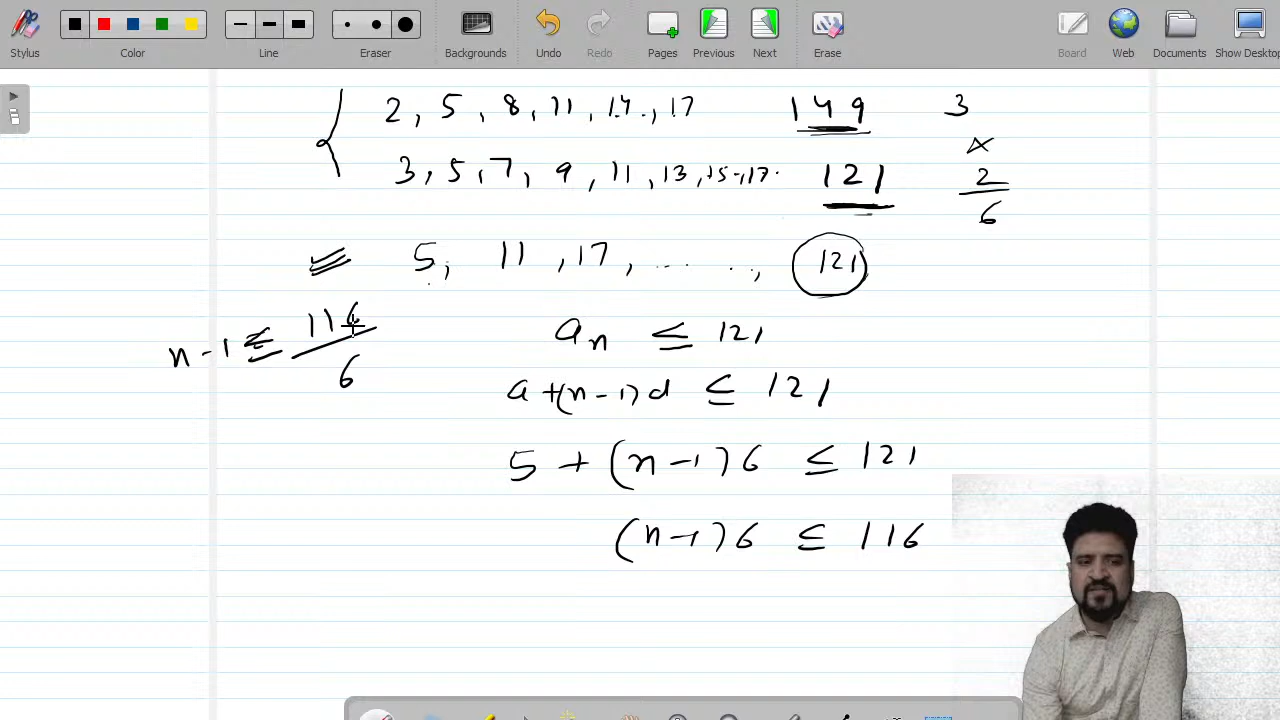 Stylus Color Line Eraser Backgrounds Undo Redo Pages Previous Next Erase Board Web Documents Show Desktop
2, 5, 8, 11, 14, 17 149 3
×
3, 5, 7, 9, 11, 13, 15, 17 121 2
6
5, 11, 17, ......, 121
n-1 ≤ 116/6
an ≤ 121
a+(n-1)d ≤ 121
5 + (n-1)6 ≤ 121
(n-1)6 ≤ 116